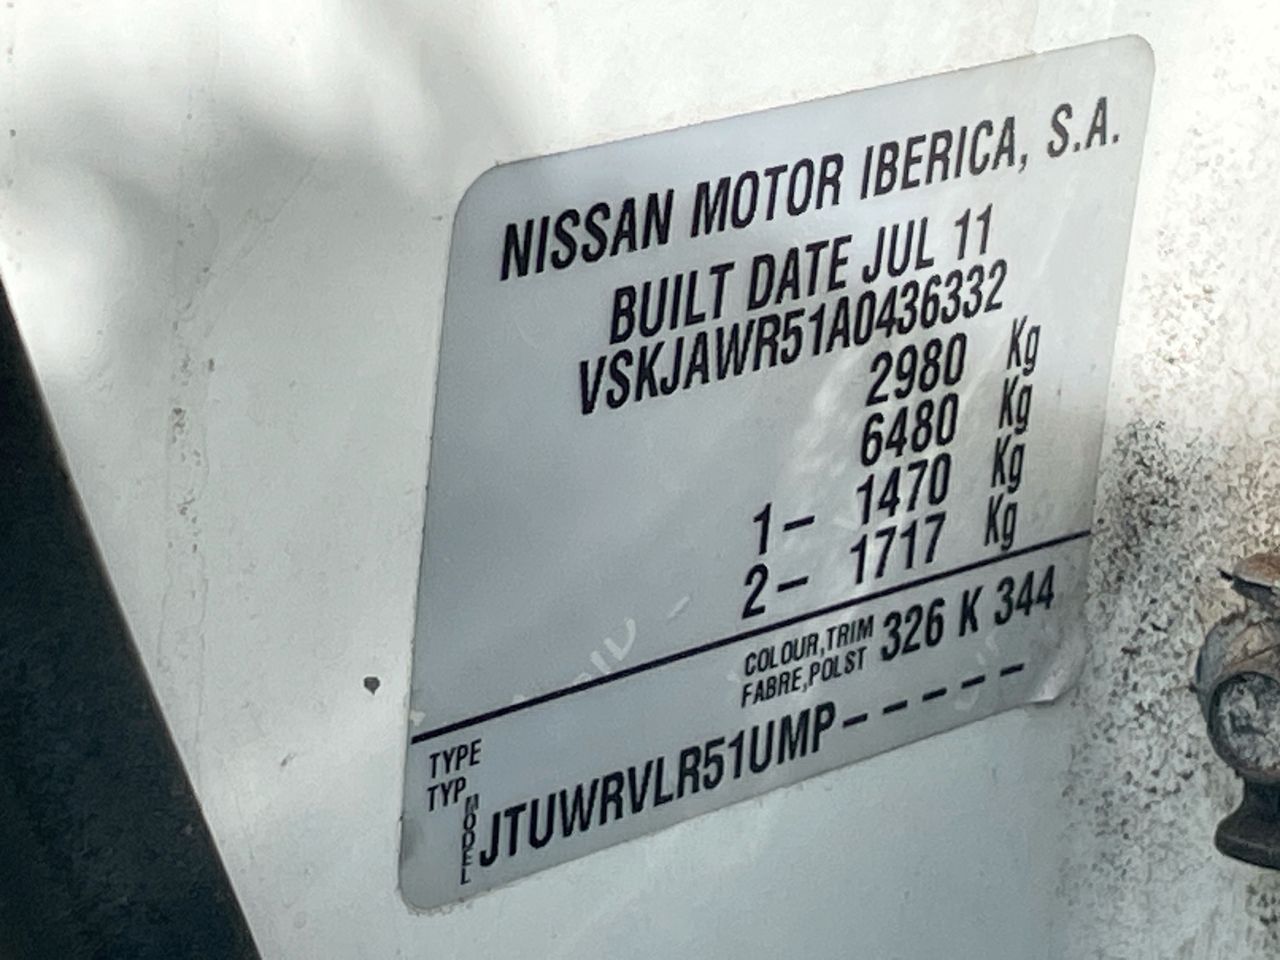 NISSAN MOTOR IBERICA, S.A.
BUILT DATE JUL 11
VSKJAWR51A0436332
2980 Kg
6480 Kg
1– 1470 Kg
2– 1717 Kg
COLOUR,TRIM 326 K 344
FABRE,POLST
TYPE
TYP
MODEL JTUWRVLR51UMP–––––